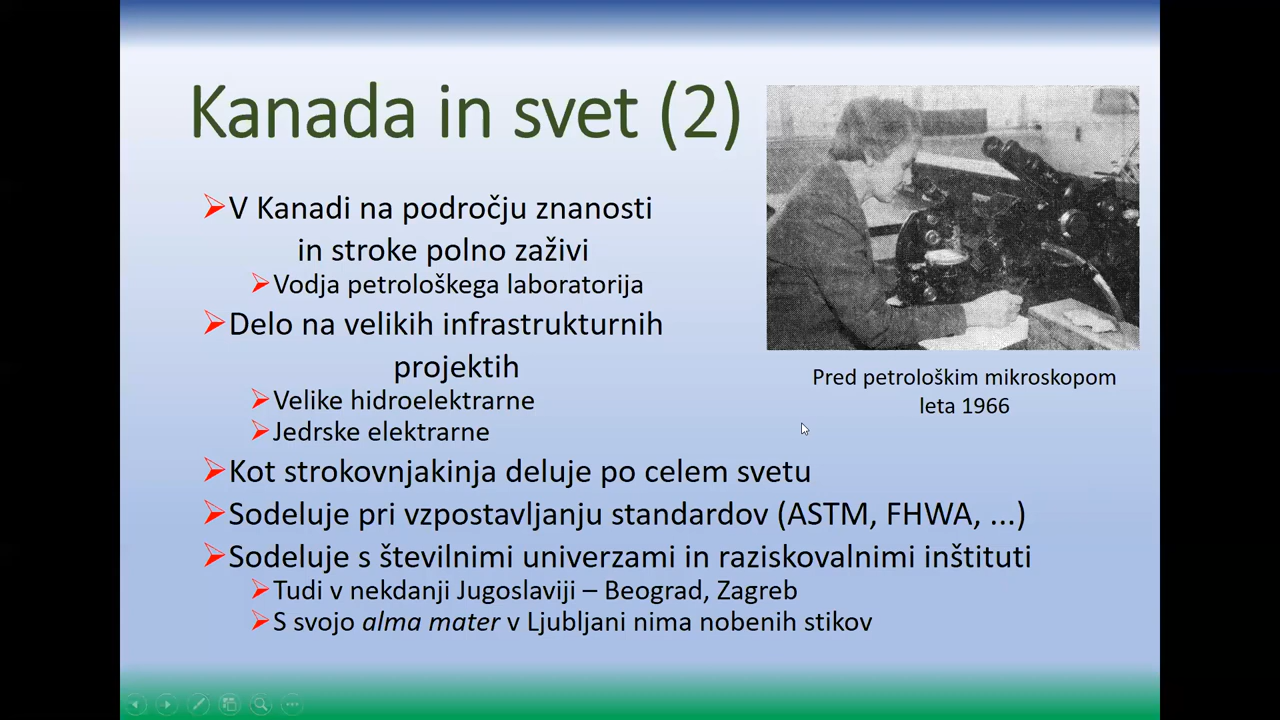 Kanada in svet (2)
V Kanadi na področju znanosti
in stroke polno zaživi
Vodja petrološkega laboratorija
Delo na velikih infrastrukturnih
projektih
Velike hidroelektrarne
Jedrske elektrarne
Kot strokovnjakinja deluje po celem svetu
Sodeluje pri vzpostavljanju standardov (ASTM, FHWA, ...)
Sodeluje s številnimi univerzami in raziskovalnimi inštituti
Tudi v nekdanji Jugoslaviji – Beograd, Zagreb
S svojo alma mater v Ljubljani nima nobenih stikov
Pred petrološkim mikroskopom
leta 1966